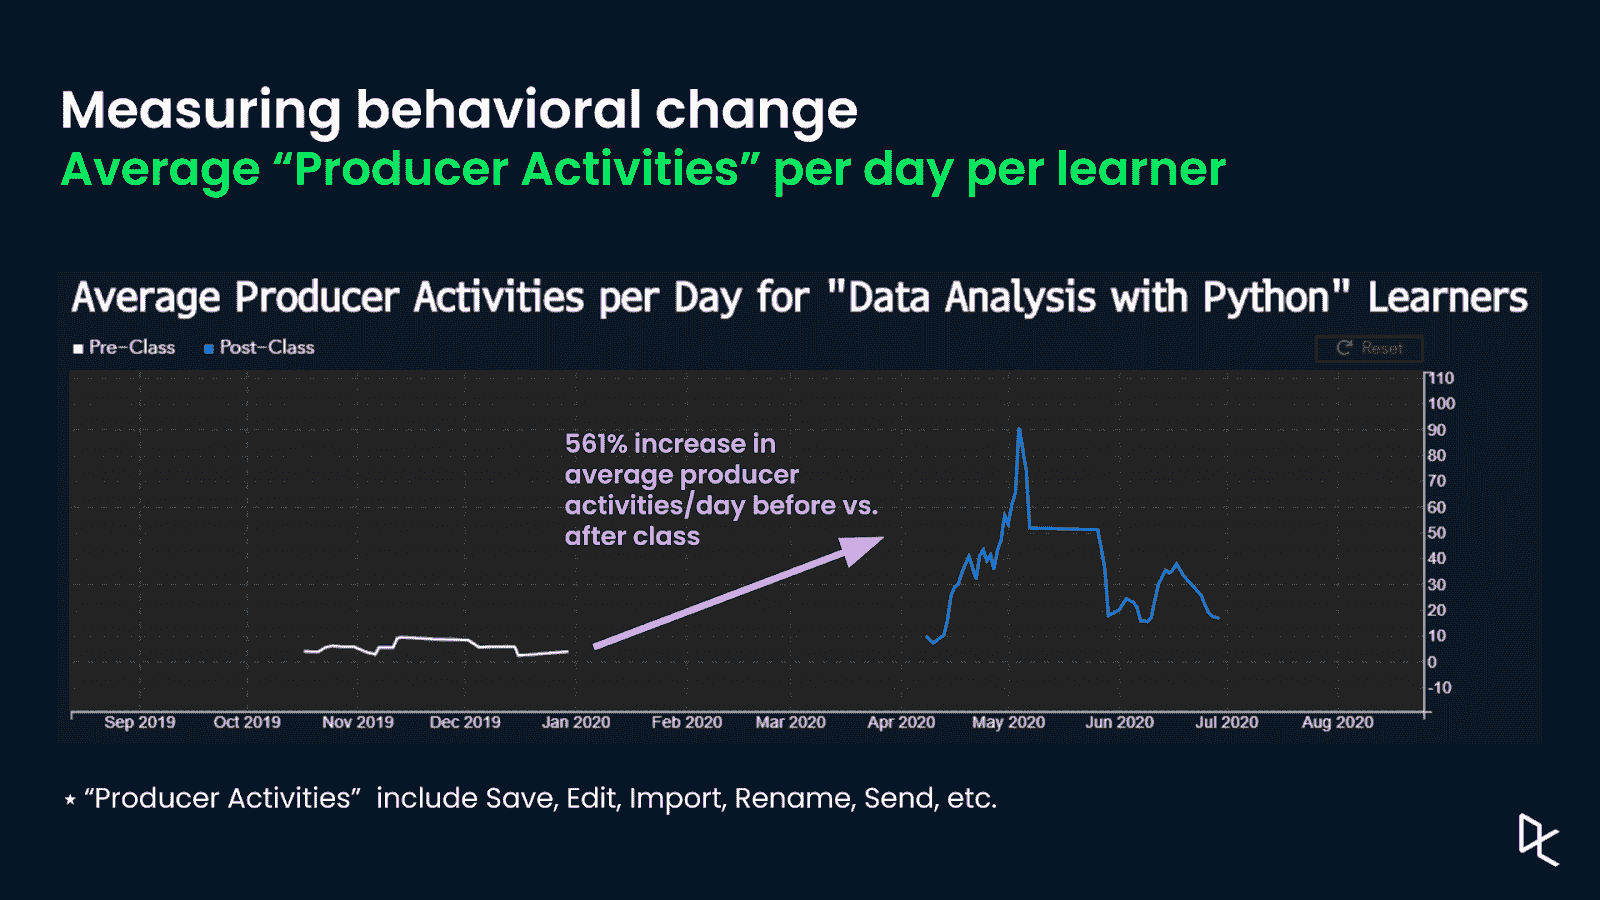 Measuring behavioral change
Average “Producer Activities” per day per learner
Average Producer Activities per Day for "Data Analysis with Python" Learners
Pre-Class
Post-Class
Reset
110
100
90
80
70
60
50
40
30
20
10
0
-10
561% increase in
average producer
activities/day before vs.
after class
Sep 2019
Oct 2019
Nov 2019
Dec 2019
Jan 2020
Feb 2020
Mar 2020
Apr 2020
May 2020
Jun 2020
Jul 2020
Aug 2020
★ “Producer Activities” include Save, Edit, Import, Rename, Send, etc.